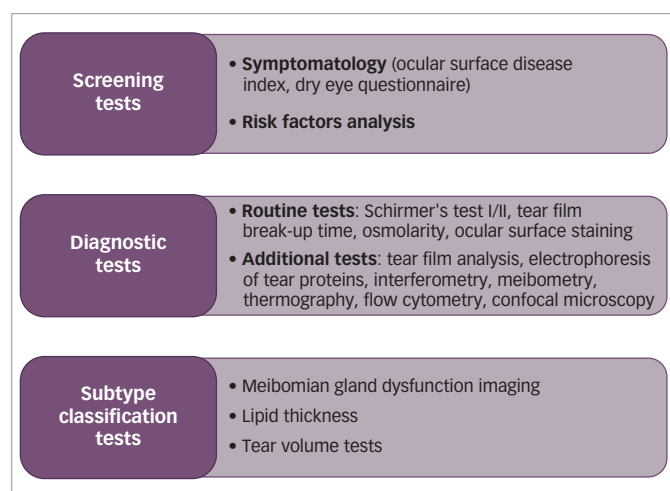 Screening
tests
• Symptomatology (ocular surface disease
index, dry eye questionnaire)
• Risk factors analysis
Diagnostic
tests
• Routine tests: Schirmer's test I/II, tear film
break-up time, osmolarity, ocular surface staining
• Additional tests: tear film analysis, electrophoresis
of tear proteins, interferometry, meibometry,
thermography, flow cytometry, confocal microscopy
Subtype
classification
tests
• Meibomian gland dysfunction imaging
• Lipid thickness
• Tear volume tests